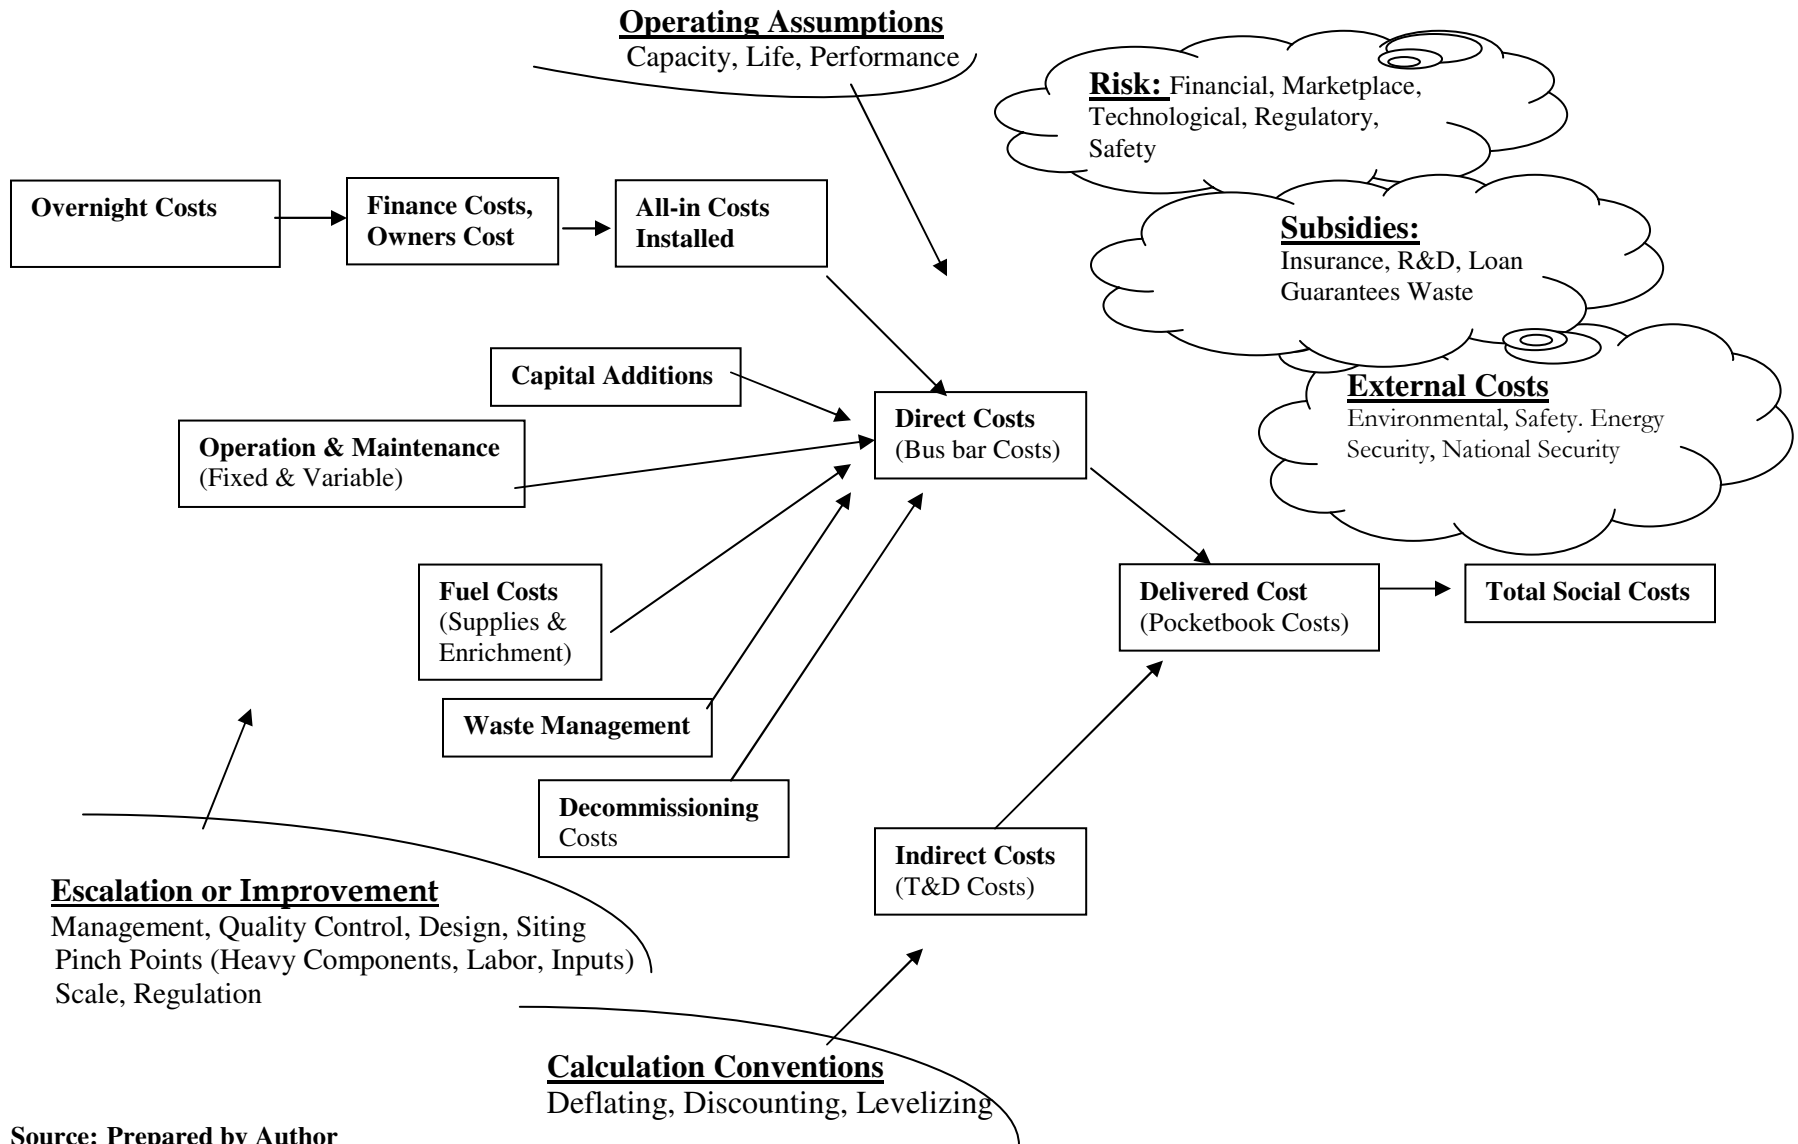 Operating Assumptions
Capacity, Life, Performance
Risk: Financial, Marketplace,
Technological, Regulatory,
Safety
Overnight Costs
Finance Costs,
Owners Cost
All-in Costs
Installed
Subsidies:
Insurance, R&D, Loan
Guarantees Waste
Capital Additions
External Costs
Environmental, Safety. Energy
Security, National Security
Operation & Maintenance
(Fixed & Variable)
Direct Costs
(Bus bar Costs)
Fuel Costs
(Supplies &
Enrichment)
Delivered Cost
(Pocketbook Costs)
Total Social Costs
Waste Management
Decommissioning
Costs
Indirect Costs
(T&D Costs)
Escalation or Improvement
Management, Quality Control, Design, Siting
Pinch Points (Heavy Components, Labor, Inputs)
Scale, Regulation
Calculation Conventions
Deflating, Discounting, Levelizing
Source: Prepared by Author